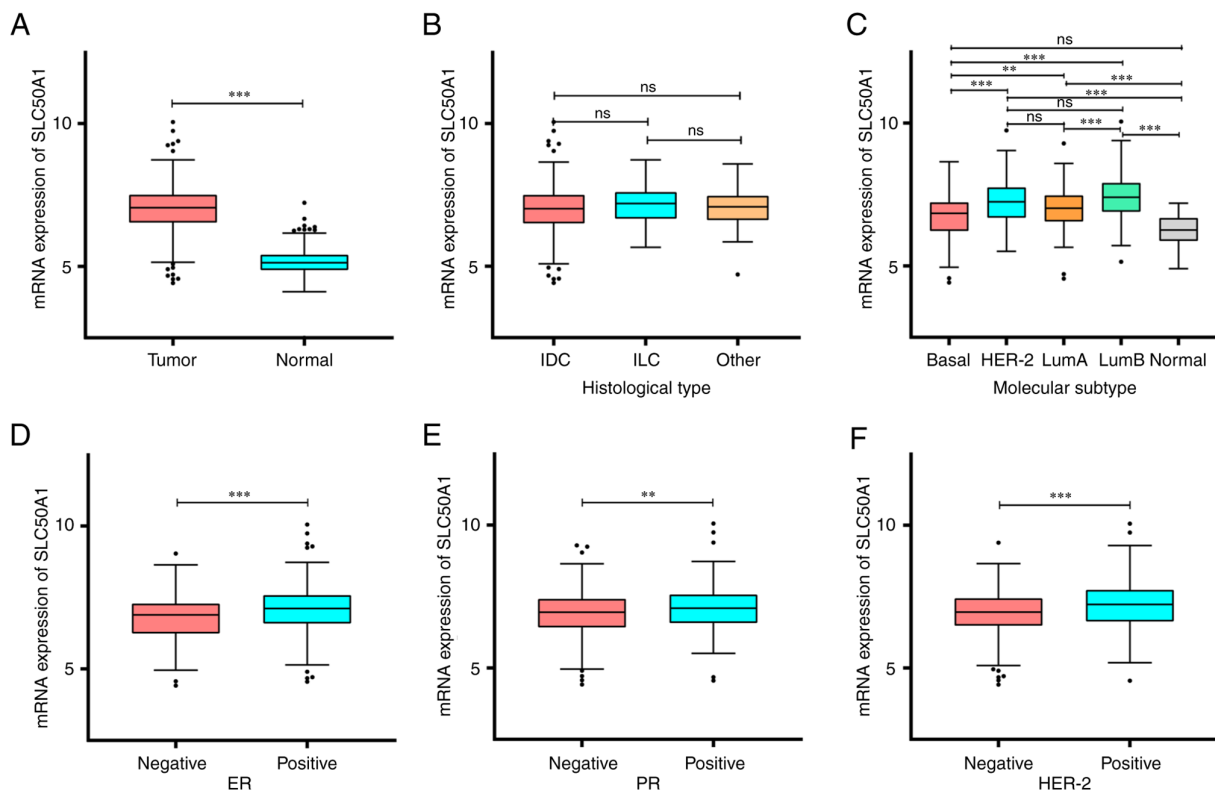 A
mRNA expression of SLC50A1
10
5
***
Tumor Normal
B
mRNA expression of SLC50A1
10
5
ns
ns
ns
IDC ILC Other
Histological type
C
mRNA expression of SLC50A1
10
5
ns
***
**
***
***
***
ns
ns
***
***
Basal HER-2 LumA LumB Normal
Molecular subtype
D
mRNA expression of SLC50A1
10
5
***
Negative Positive
ER
E
mRNA expression of SLC50A1
10
5
**
Negative Positive
PR
F
mRNA expression of SLC50A1
10
5
***
Negative Positive
HER-2